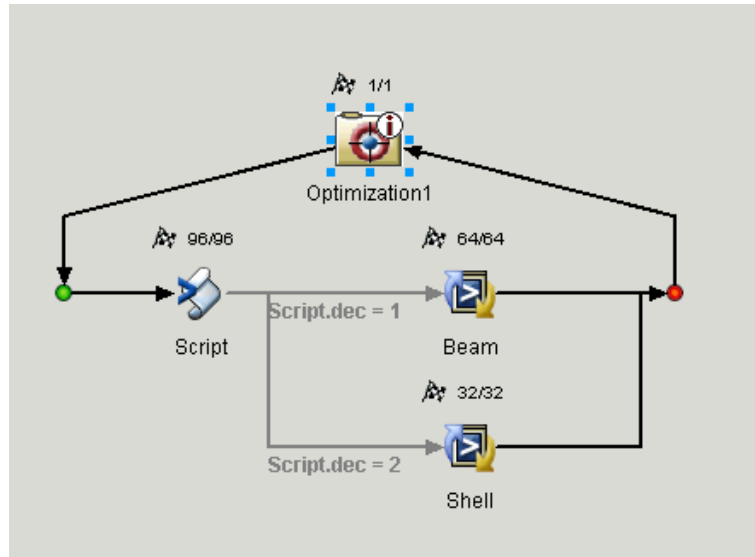 1/1
Optimization1
96/96
64/64
Script.dec = 1
Script
Beam
32/32
Script.dec = 2
Shell